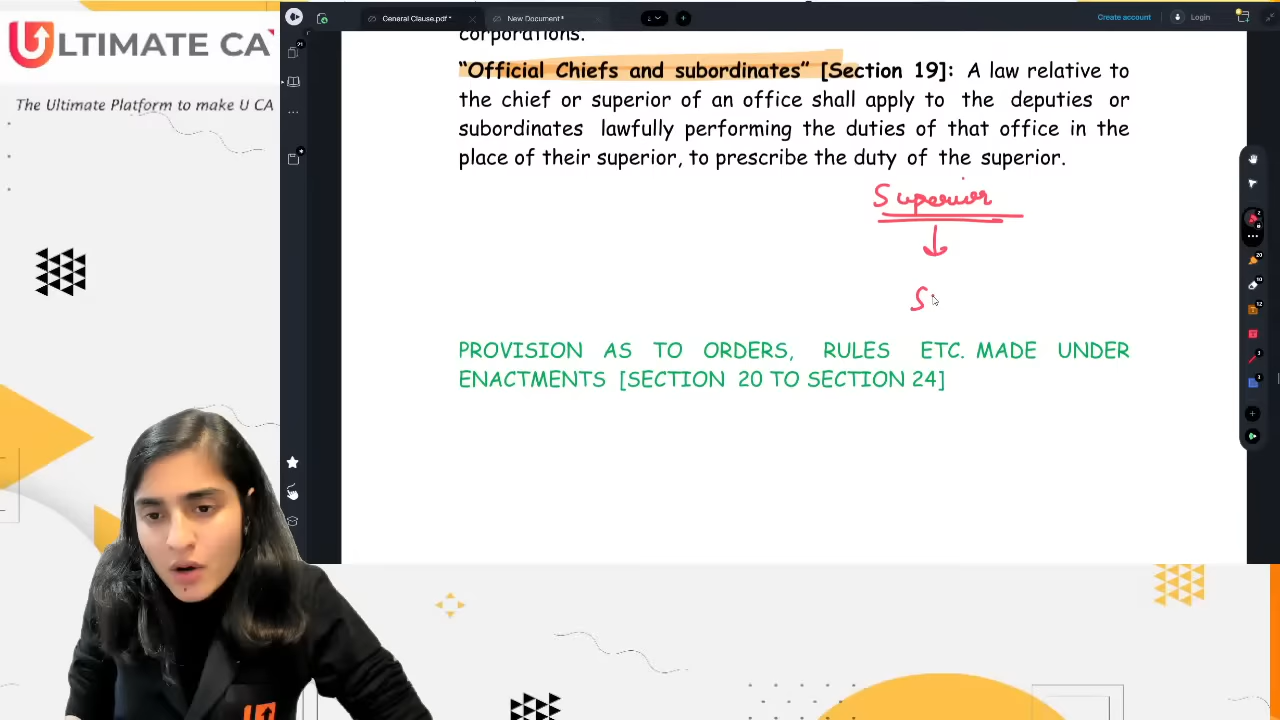 General Clause.pdf *
New Document*
Create account
Login
ULTIMATE CA
The Ultimate Platform to make U CA
corporations.
“Official Chiefs and subordinates” [Section 19]: A law relative to
the chief or superior of an office shall apply to the deputies or
subordinates lawfully performing the duties of that office in the
place of their superior, to prescribe the duty of the superior.
Superior
S
PROVISION AS TO ORDERS, RULES ETC. MADE UNDER
ENACTMENTS [SECTION 20 TO SECTION 24]